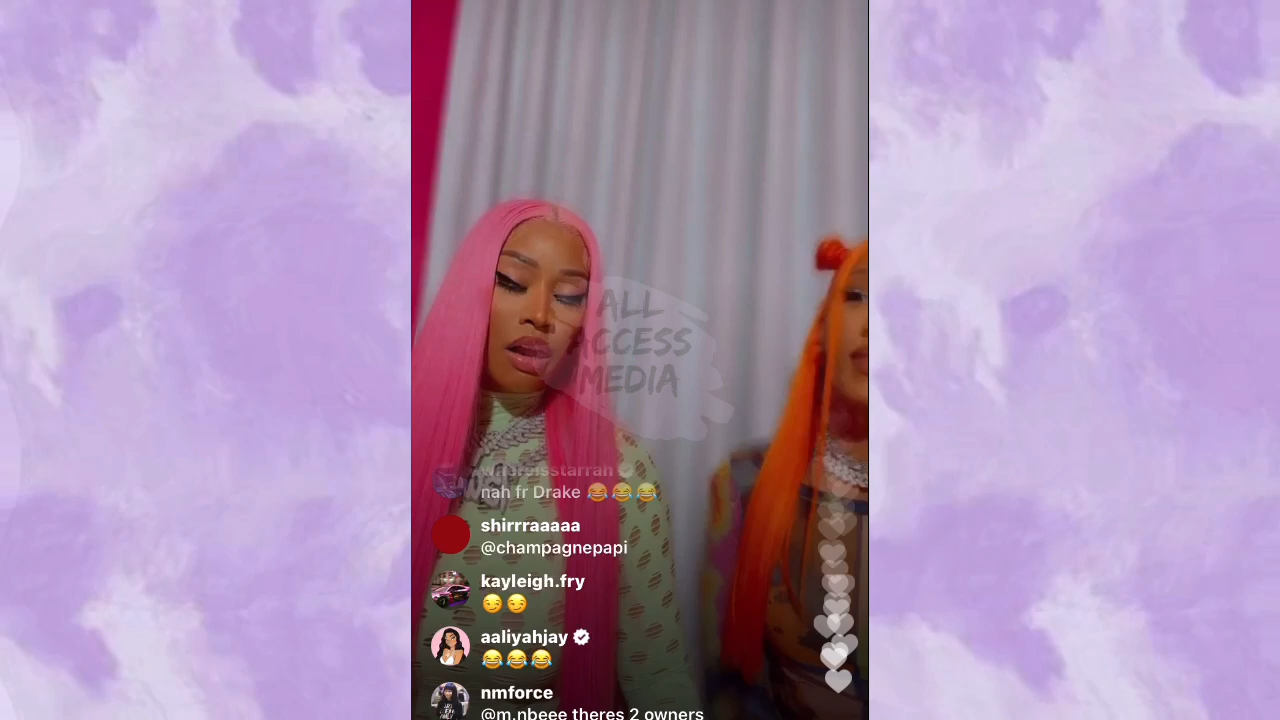 ALL
ACCESS
MEDIA
nah fr Drake 😂😂😂
shirrraaaaa
@champagnepapi
kayleigh.fry
😏😏
aaliyahjay
😂😂😂
nmforce
@m.nbeee theres 2 owners